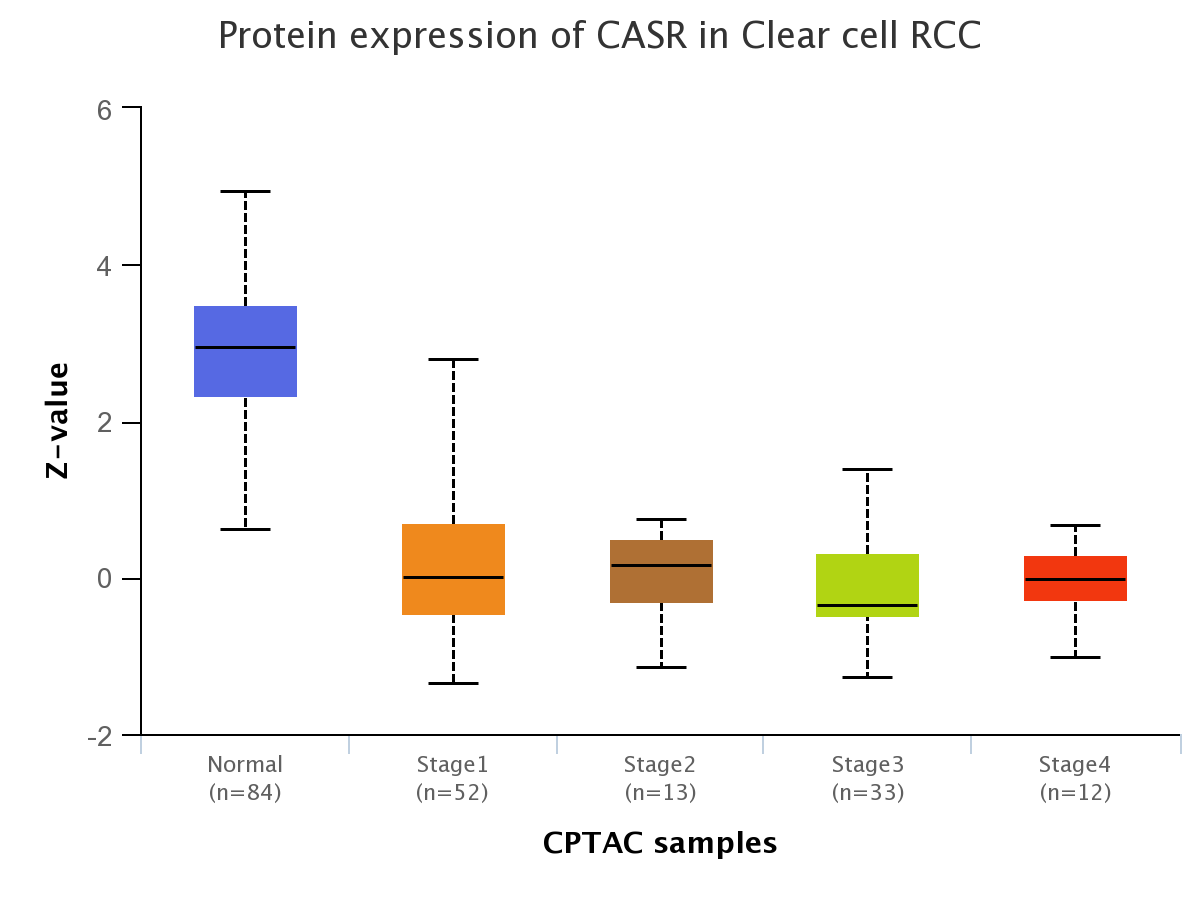 Protein expression of CASR in Clear cell RCC
6
4
2
0
-2
Z-value
Normal
(n=84)
Stage1
(n=52)
Stage2
(n=13)
Stage3
(n=33)
Stage4
(n=12)
CPTAC samples